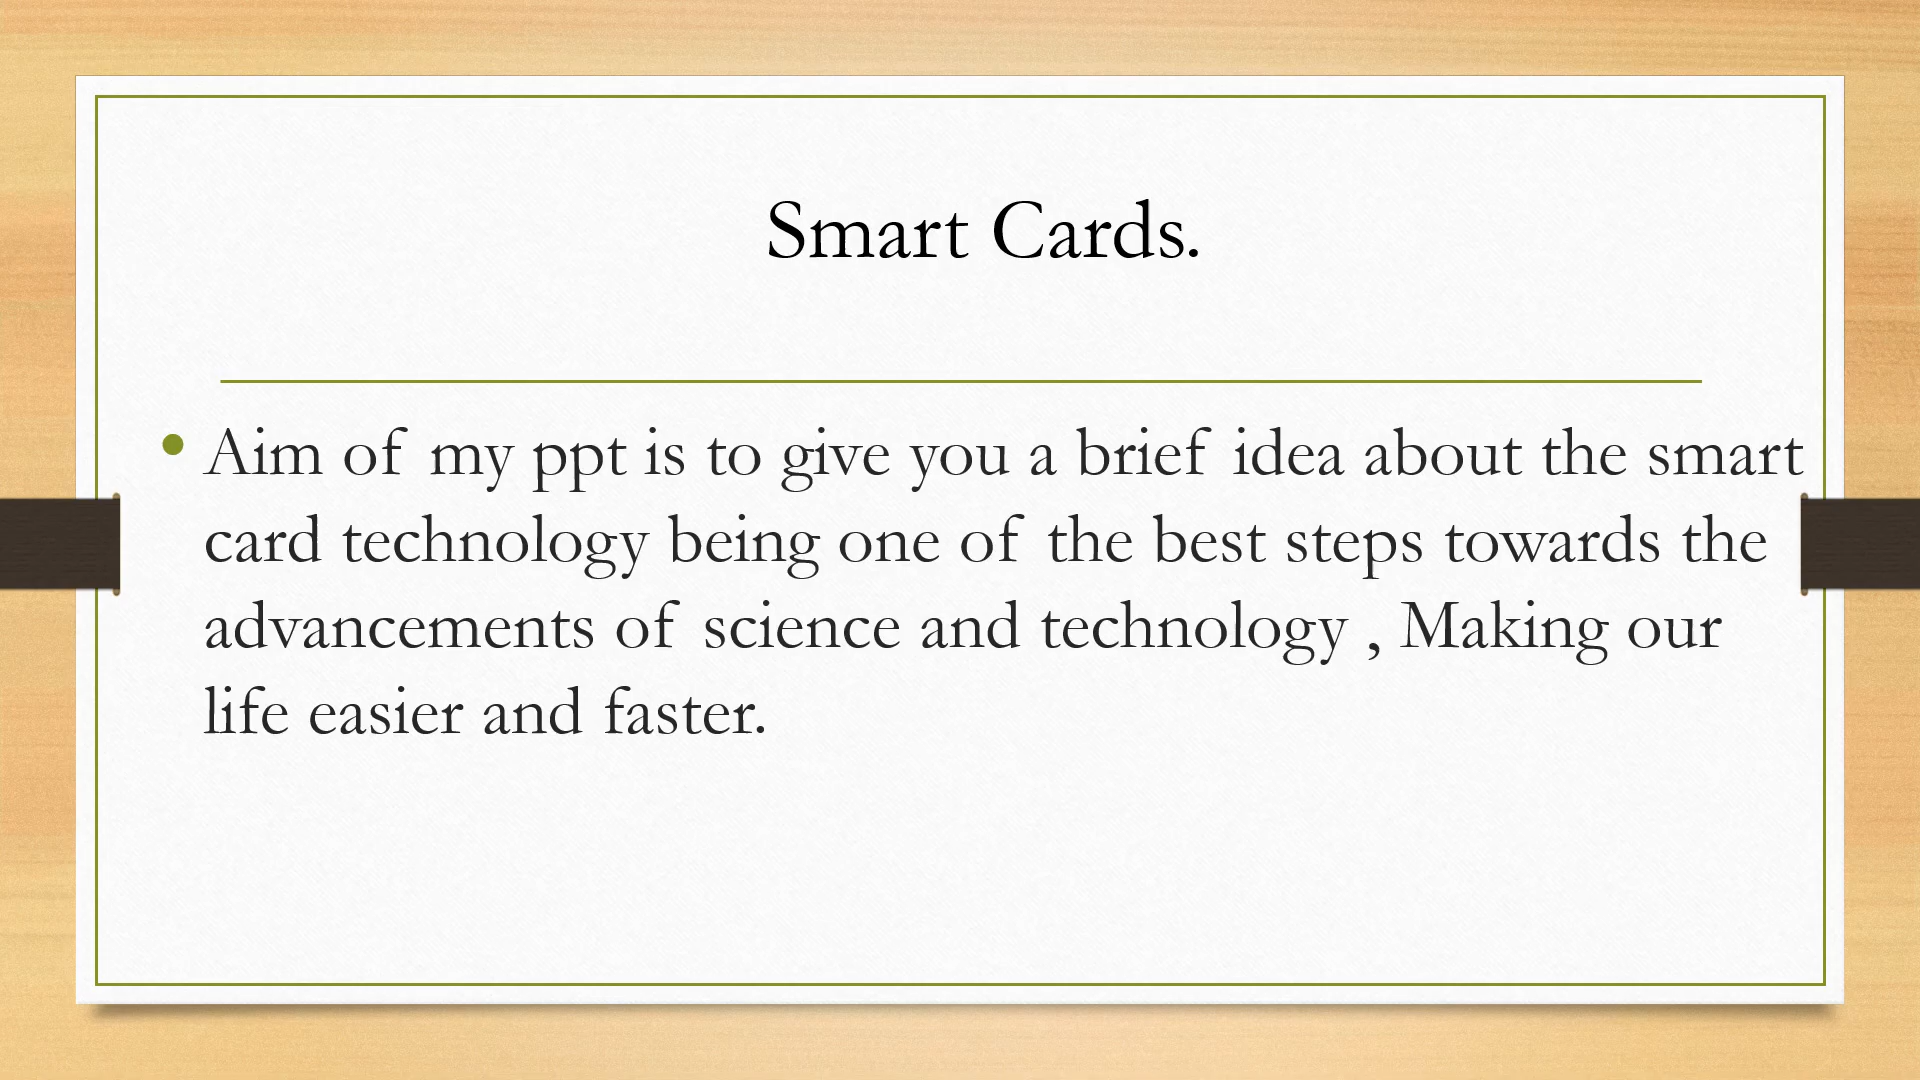 Smart Cards.
• Aim of my ppt is to give you a brief idea about the smart
card technology being one of the best steps towards the
advancements of science and technology , Making our
life easier and faster.